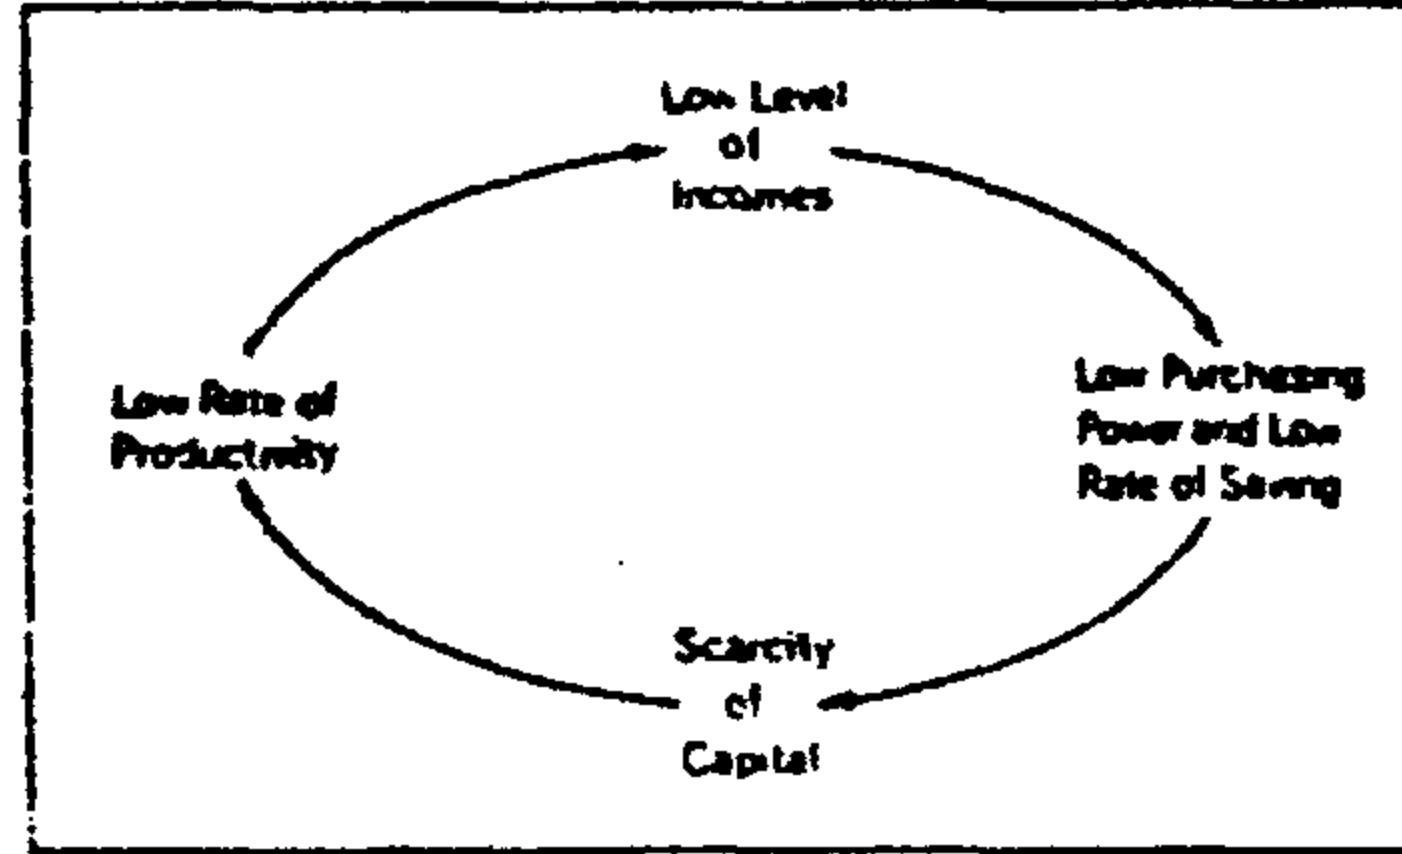 Low Level
of
Incomes
Low Rate of
Productivity
Low Purchasing
Power and Low
Rate of Saving
Scarcity
of
Capital